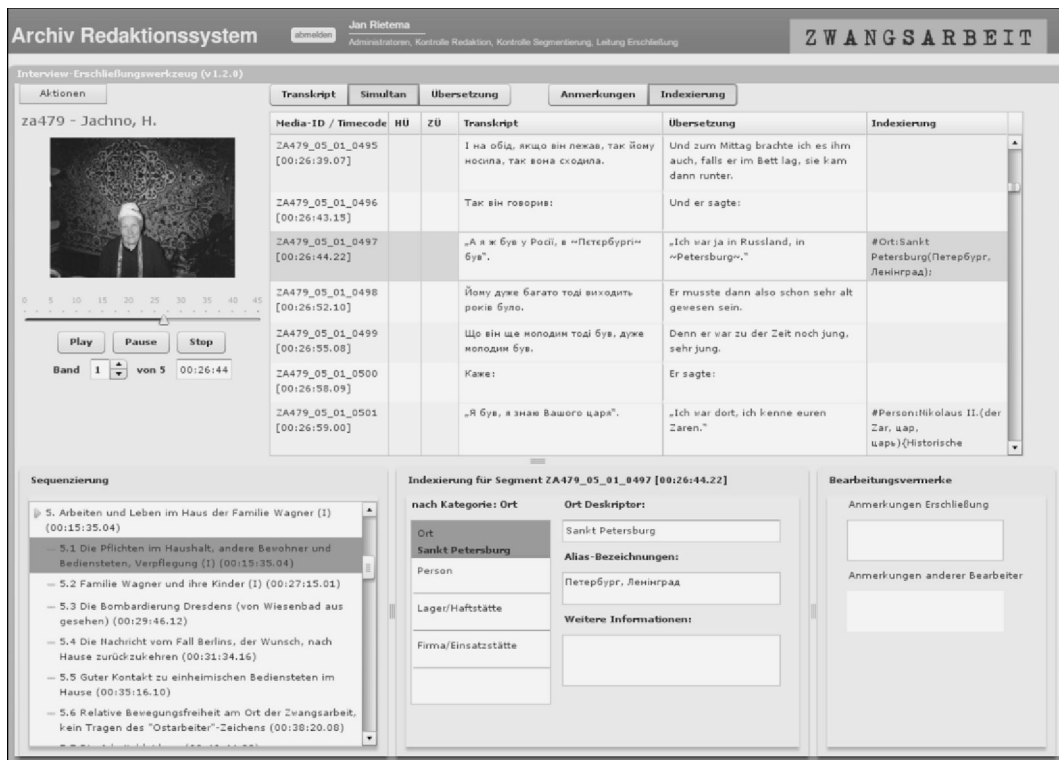 Archiv Redaktionssystem
abmelden
Jan Rietema
Administratoren, Kontrolle Redaktion, Kontrolle Segmentierung, Leitung Erschließung
ZWANGSARBEIT
Interview-Erschließungswerkzeug (v1.2.0)
Aktionen
Transkript Simultan Übersetzung Anmerkungen Indexierung
za479 - Jachno, H.
0 5 10 15 20 25 30 35 40 45
Play Pause Stop
Band 1 von 5 00:26:44
Media-ID / Timecode HÜ ZÜ Transkript Übersetzung Indexierung
ZA479_05_01_0495
[00:26:39.07]
І на обід, якщо він лежав, так йому
носила, так вона сходила.
Und zum Mittag brachte ich es ihm
auch, falls er im Bett lag, sie kam
dann runter.
ZA479_05_01_0496
[00:26:43.15]
Так він говорив:
Und er sagte:
ZA479_05_01_0497
[00:26:44.22]
„А я ж був у Росії, в ~Петербургі~
був".
„Ich war ja in Russland, in
~Petersburg~."
#Ort:Sankt
Petersburg(Петербург,
Ленінград):
ZA479_05_01_0498
[00:26:52.10]
Йому дуже багато тоді виходить
років було.
Er musste dann also schon sehr alt
gewesen sein.
ZA479_05_01_0499
[00:26:55.08]
Що він ще молодим тоді був, дуже
молодим був.
Denn er war zu der Zeit noch jung,
sehr jung.
ZA479_05_01_0500
[00:26:58.09]
Каже:
Er sagte:
ZA479_05_01_0501
[00:26:59.00]
„Я був, я знаю Вашого царя".
„Ich war dort, ich kenne euren
Zaren."
#Person:Nikolaus II.(der
Zar, цар,
царь){Historische
Sequenzierung
5. Arbeiten und Leben im Haus der Familie Wagner (I)
(00:15:35.04)
5.1 Die Pflichten im Haushalt, andere Bewohner und
Bediensteten, Verpflegung (I) (00:15:35.04)
5.2 Familie Wagner und ihre Kinder (I) (00:27:15.01)
5.3 Die Bombardierung Dresdens (von Wiesenbad aus
gesehen) (00:29:46.12)
5.4 Die Nachricht vom Fall Berlins, der Wunsch, nach
Hause zurückzukehren (00:31:34.16)
5.5 Guter Kontakt zu einheimischen Bediensteten im
Hause (00:35:16.10)
5.6 Relative Bewegungsfreiheit am Ort der Zwangsarbeit,
kein Tragen des "Ostarbeiter"-Zeichens (00:38:20.08)
Indexierung für Segment ZA479_05_01_0497 [00:26:44.22]
nach Kategorie: Ort
Ort
Sankt Petersburg
Person
Lager/Haftstätte
Firma/Einsatzstätte
Ort Deskriptor:
Sankt Petersburg
Alias-Bezeichnungen:
Петербург, Ленінград
Weitere Informationen:
Bearbeitungsvermerke
Anmerkungen Erschließung
Anmerkungen anderer Bearbeiter